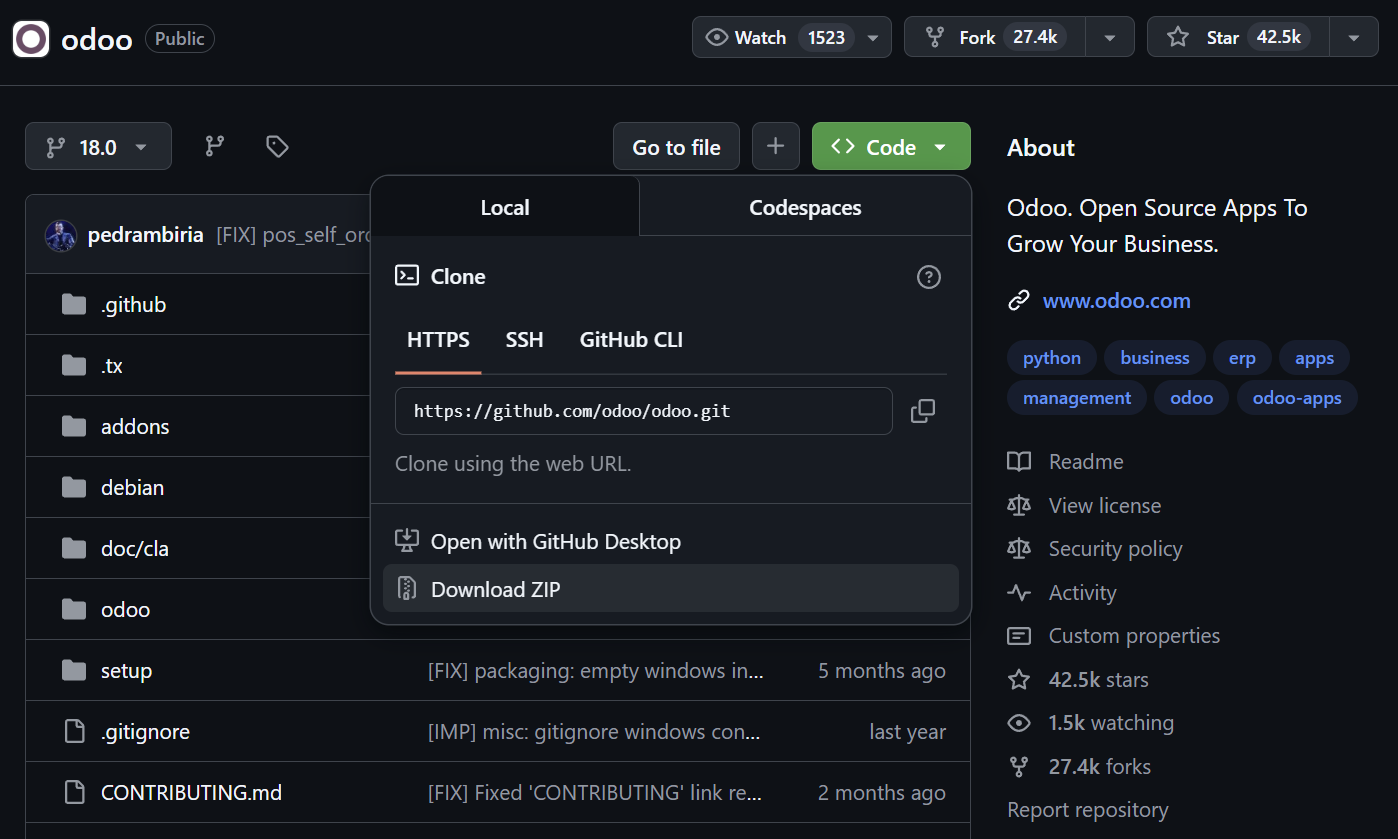 odoo Public Watch 1523 Fork 27.4k Star 42.5k
18.0 Go to file + Code
Local Codespaces
pedrambiria [FIX] pos_self_ord
Clone
HTTPS SSH GitHub CLI
https://github.com/odoo/odoo.git
Clone using the web URL.
Open with GitHub Desktop
Download ZIP
.github
.tx
addons
debian
doc/cla
odoo
setup [FIX] packaging: empty windows in... 5 months ago
.gitignore [IMP] misc: gitignore windows con... last year
CONTRIBUTING.md [FIX] Fixed 'CONTRIBUTING' link re... 2 months ago
About
Odoo. Open Source Apps To
Grow Your Business.
www.odoo.com
python business erp apps
management odoo odoo-apps
Readme
View license
Security policy
Activity
Custom properties
42.5k stars
1.5k watching
27.4k forks
Report repository